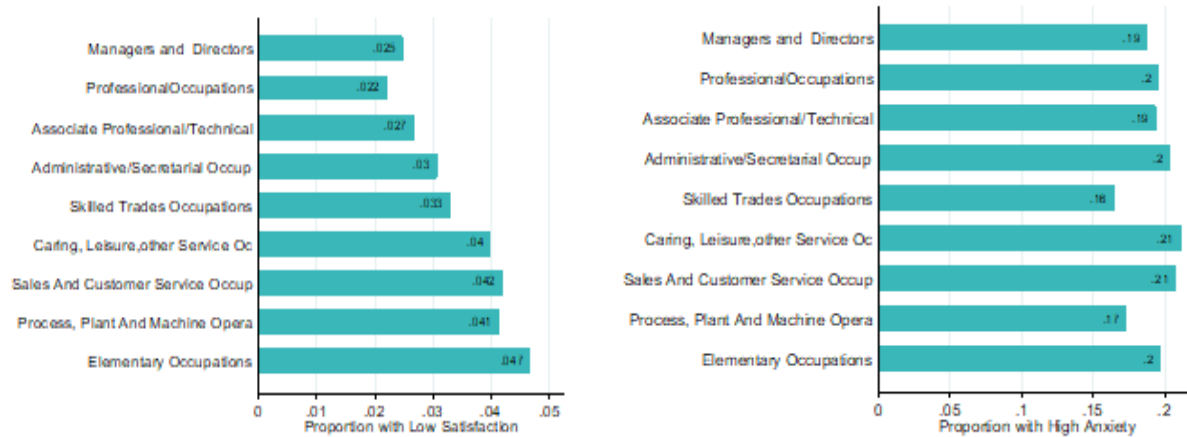 Managers and Directors .025
ProfessionalOccupations .022
Associate Professional/Technical .027
Administrative/Secretarial Occup .03
Skilled Trades Occupations .033
Caring, Leisure,other Service Oc .04
Sales And Customer Service Occup .042
Process, Plant And Machine Opera .041
Elementary Occupations .047
0 .01 .02 .03 .04 .05
Proportion with Low Satisfaction
Managers and Directors .19
ProfessionalOccupations .2
Associate Professional/Technical .19
Administrative/Secretarial Occup .2
Skilled Trades Occupations .16
Caring, Leisure,other Service Oc .21
Sales And Customer Service Occup .21
Process, Plant And Machine Opera .17
Elementary Occupations .2
0 .05 .1 .15 .2
Proportion with High Anxiety